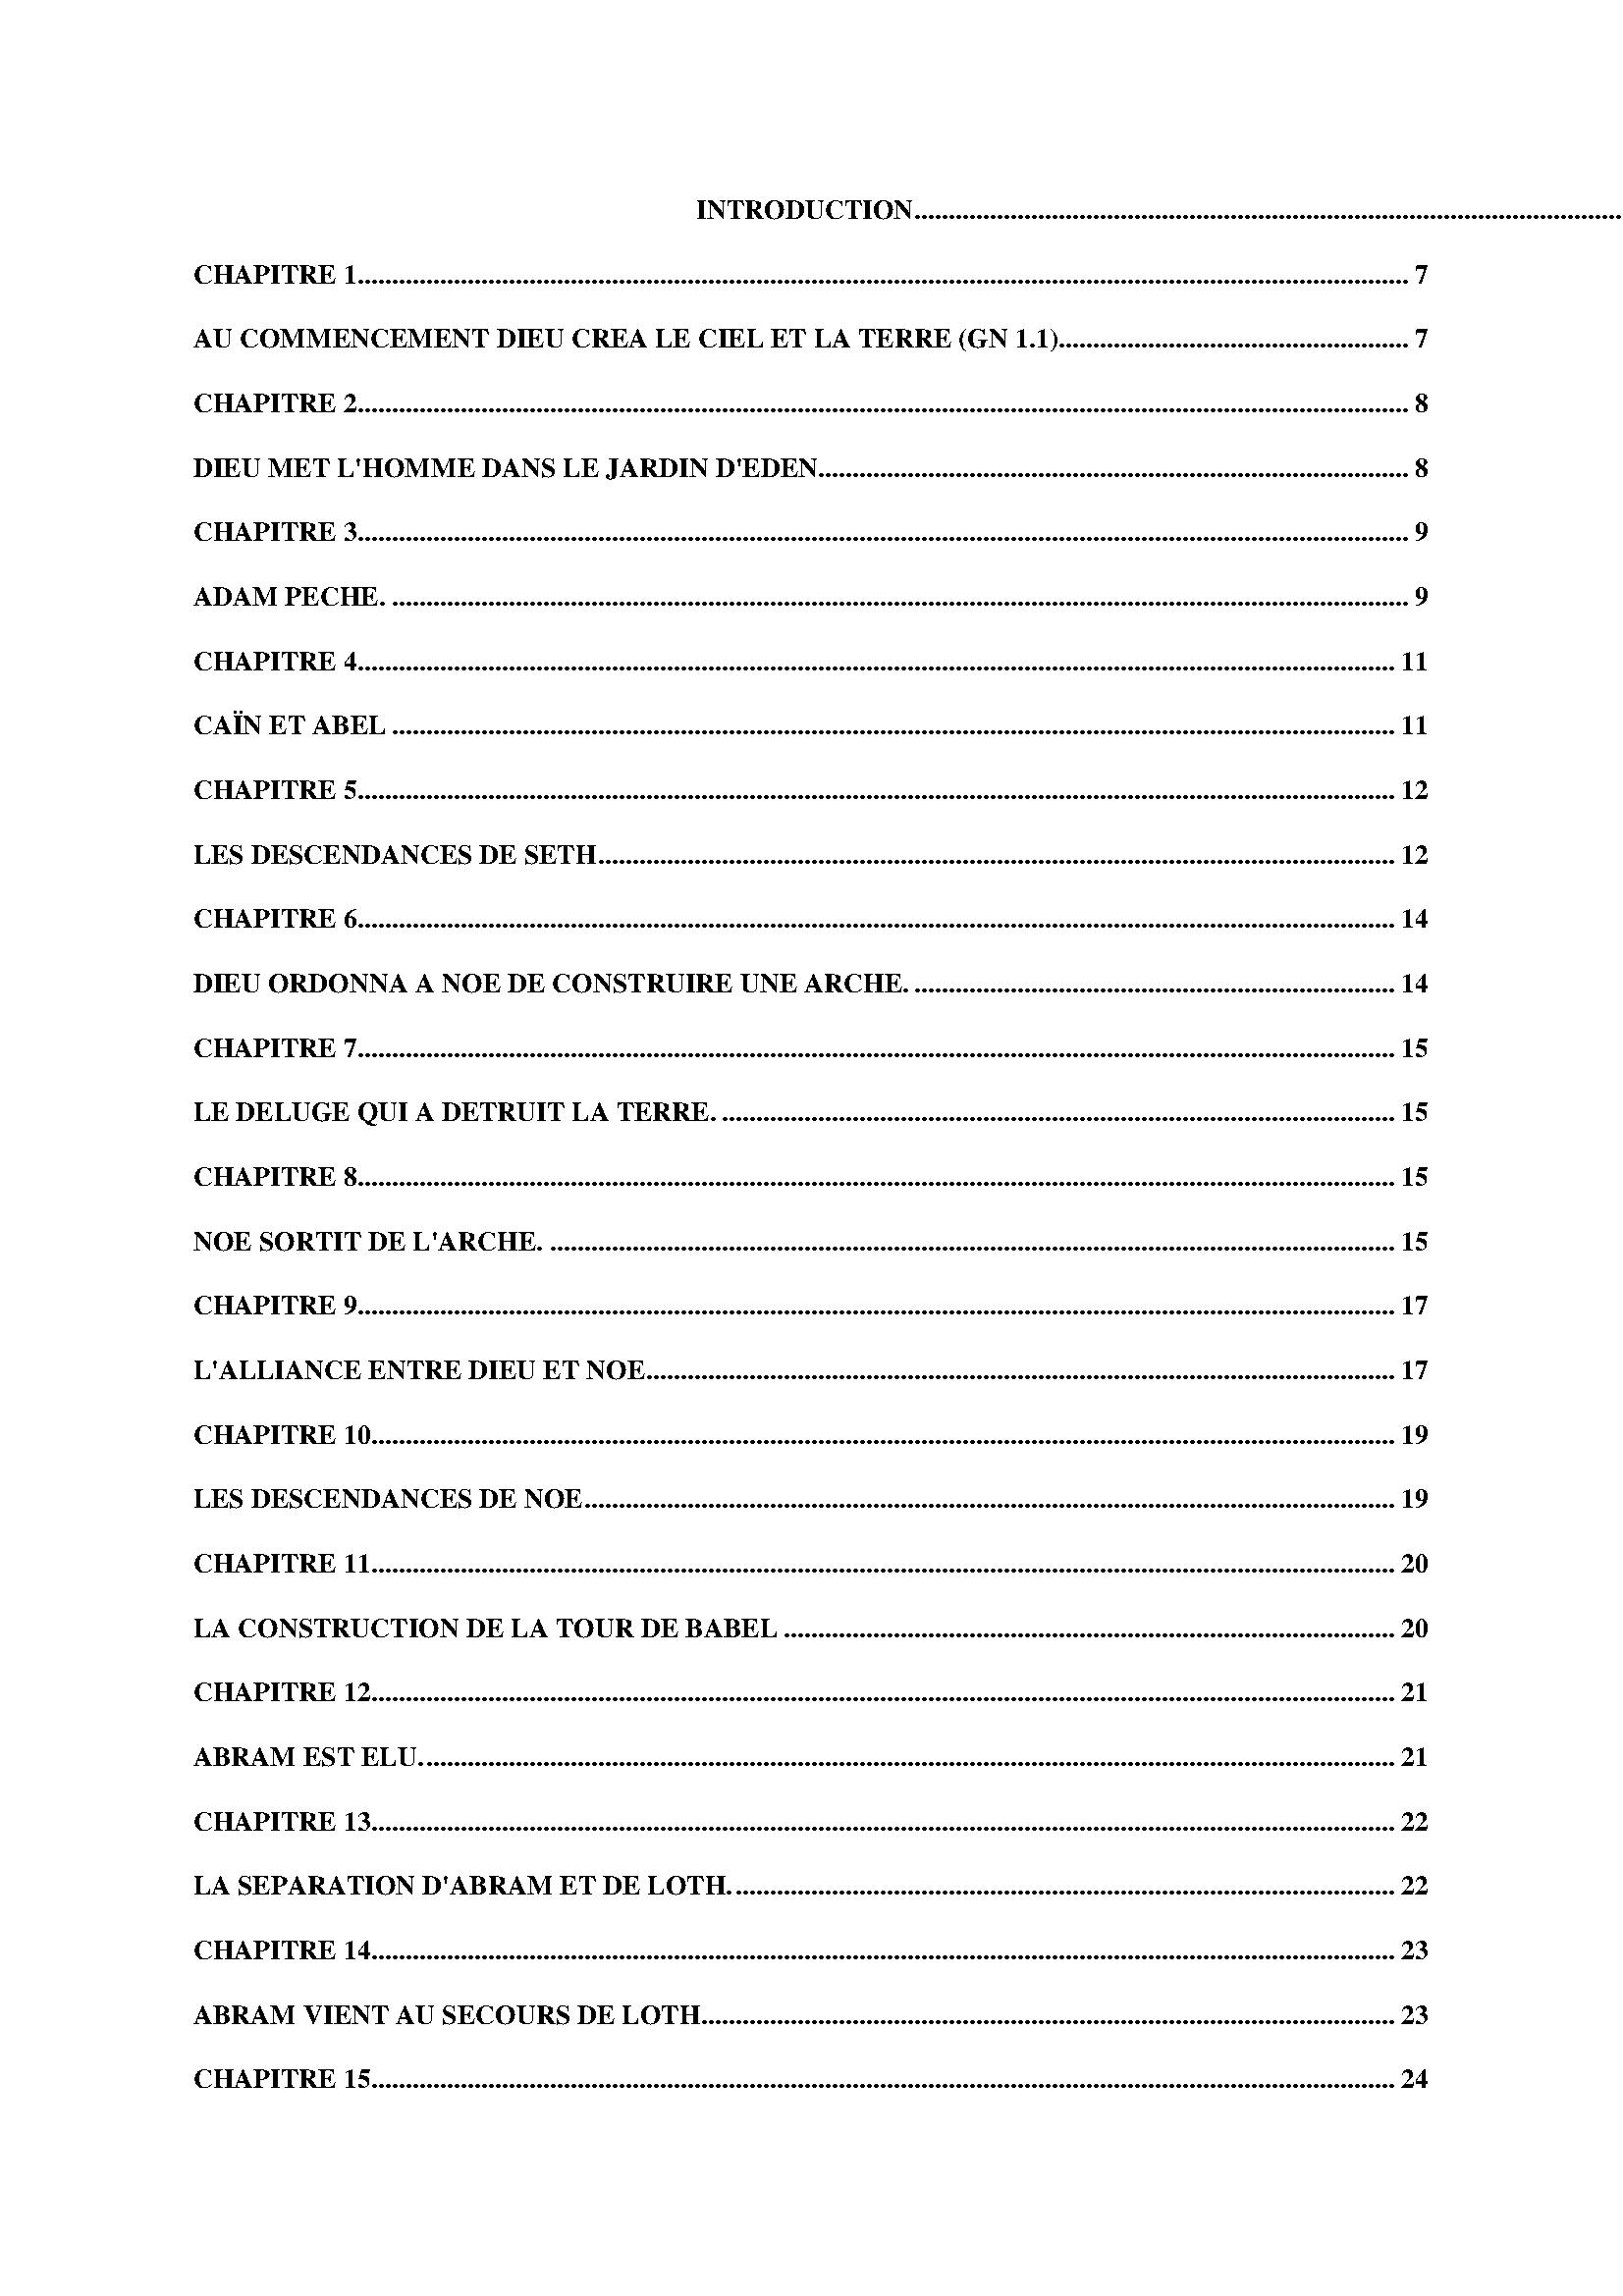 INTRODUCTION................................................................................................................
CHAPITRE 1........................................................................................................................................................ 7
AU COMMENCEMENT DIEU CREA LE CIEL ET LA TERRE (GN 1.1).................................................. 7
CHAPITRE 2........................................................................................................................................................ 8
DIEU MET L'HOMME DANS LE JARDIN D'EDEN..................................................................................... 8
CHAPITRE 3........................................................................................................................................................ 9
ADAM PECHE. ................................................................................................................................................... 9
CHAPITRE 4...................................................................................................................................................... 11
CAÏN ET ABEL ................................................................................................................................................. 11
CHAPITRE 5...................................................................................................................................................... 12
LES DESCENDANCES DE SETH................................................................................................................... 12
CHAPITRE 6...................................................................................................................................................... 14
DIEU ORDONNA A NOE DE CONSTRUIRE UNE ARCHE. ..................................................................... 14
CHAPITRE 7...................................................................................................................................................... 15
LE DELUGE QUI A DETRUIT LA TERRE. ................................................................................................. 15
CHAPITRE 8...................................................................................................................................................... 15
NOE SORTIT DE L'ARCHE. .......................................................................................................................... 15
CHAPITRE 9...................................................................................................................................................... 17
L'ALLIANCE ENTRE DIEU ET NOE............................................................................................................ 17
CHAPITRE 10.................................................................................................................................................... 19
LES DESCENDANCES DE NOE..................................................................................................................... 19
CHAPITRE 11.................................................................................................................................................... 20
LA CONSTRUCTION DE LA TOUR DE BABEL ........................................................................................ 20
CHAPITRE 12.................................................................................................................................................... 21
ABRAM EST ELU. ............................................................................................................................................ 21
CHAPITRE 13.................................................................................................................................................... 22
LA SEPARATION D'ABRAM ET DE LOTH. ............................................................................................... 22
CHAPITRE 14.................................................................................................................................................... 23
ABRAM VIENT AU SECOURS DE LOTH.................................................................................................... 23
CHAPITRE 15.................................................................................................................................................... 24